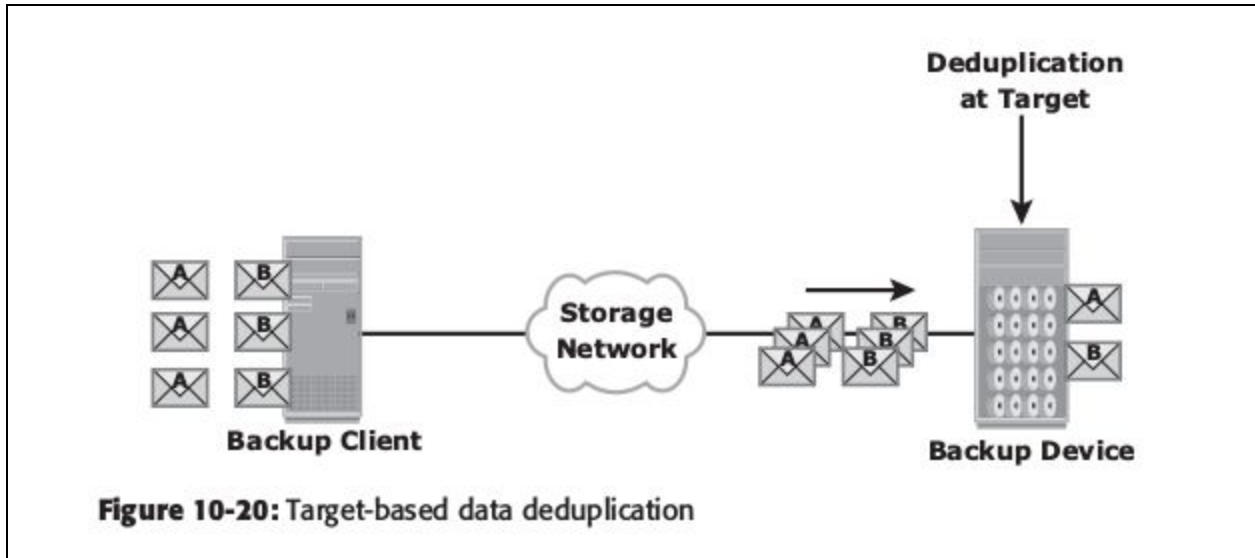 Deduplication
at Target
A B
A B
A B
Backup Client
Storage
Network
A B
A B
A B
A
B
Backup Device
Figure 10-20: Target-based data deduplication